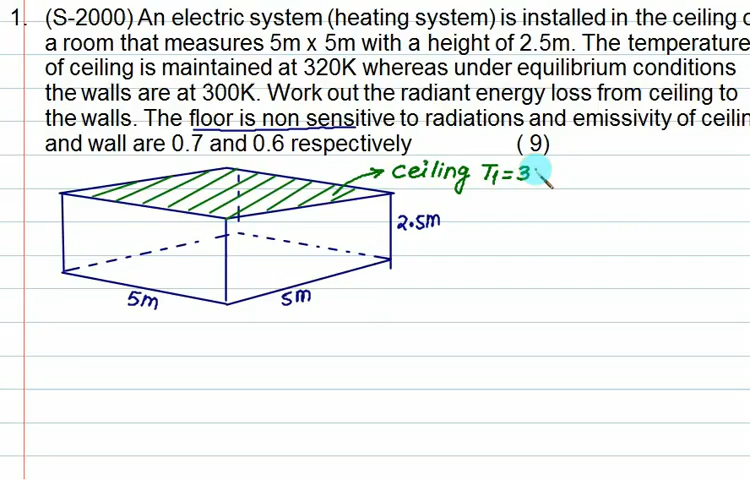 1. (S-2000) An electric system (heating system) is installed in the ceiling
a room that measures 5m x 5m with a height of 2.5m. The temperature
of ceiling is maintained at 320K whereas under equilibrium conditions
the walls are at 300K. Work out the radiant energy loss from ceiling to
the walls. The floor is non sensitive to radiations and emissivity of ceilin
and wall are 0.7 and 0.6 respectively ( 9)
ceiling T1 = 3
2.5m
5m
5m